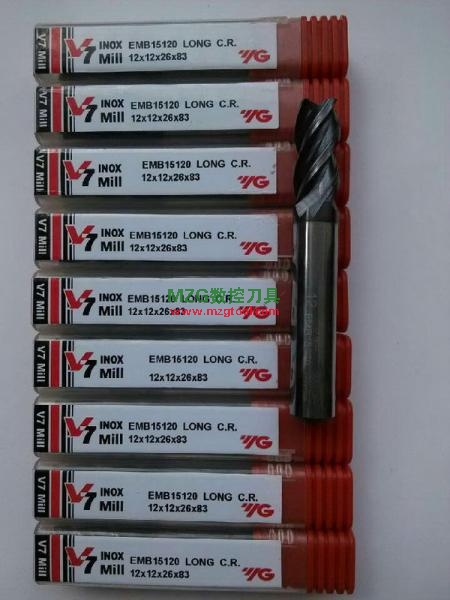 V7 Mill
V7 INOX Mill
EMB15120 LONG C.R.
12x12x26x83
YG
V7 Mill
V7 INOX Mill
EMB15120 LONG C.R.
12x12x26x83
V7 Mill
V7 INOX Mill
EMB15120 LONG C.R.
12x12x26x83
YG
V7 Mill
V7 INOX Mill
EMB15120 LONG C.R.
12x12x26x83
V7 Mill
V7 INOX Mill
EMB15120 LONG C.R.
12x12x26x83
MZG数控刀具
www.mzgtools.com
V7 Mill
V7 INOX Mill
EMB15120 LONG C.R.
12x12x26x83
YG
V7 Mill
V7 INOX Mill
EMB15120 LONG C.R.
12x12x26x83
V7 Mill
V7 INOX Mill
EMB15120 LONG C.R.
12x12x26x83
YG
V7 Mill
V7 INOX Mill
EMB15120 LONG C.R.
12x12x26x83
YG